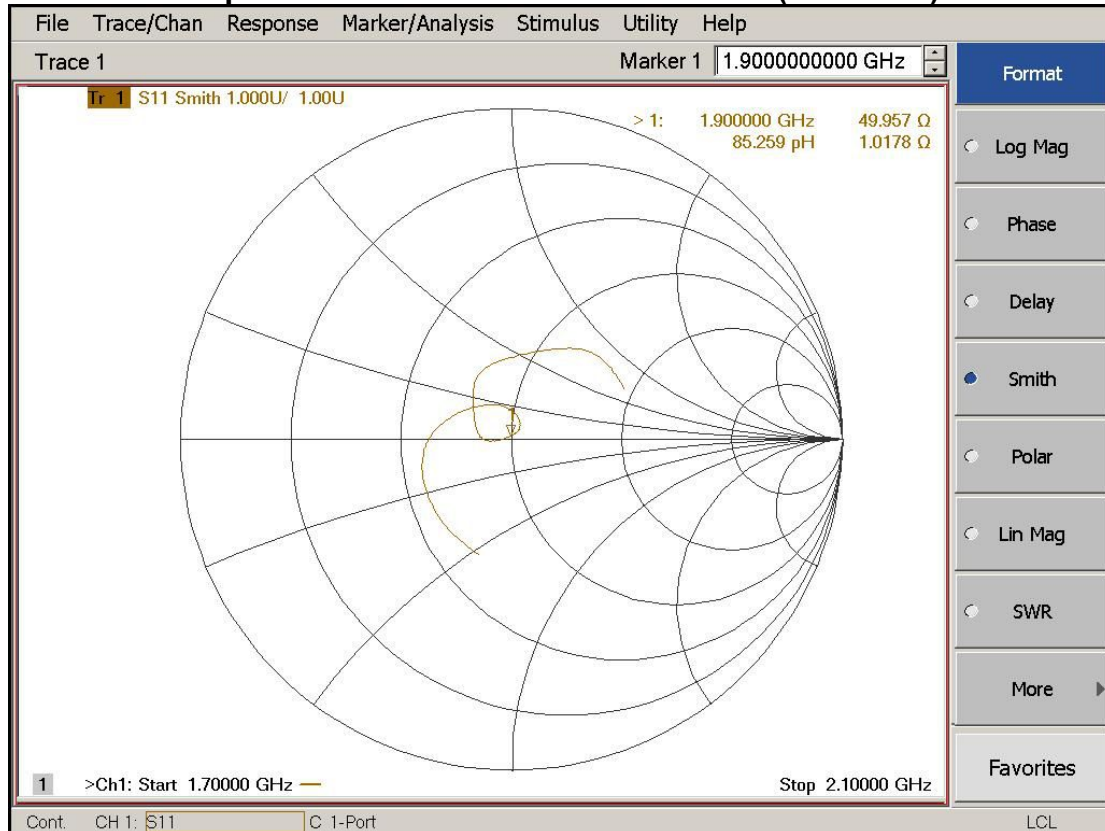 File Trace/Chan Response Marker/Analysis Stimulus Utility Help
Trace 1
Marker 1 1.9000000000 GHz
Tr 1 S11 Smith 1.000U/ 1.00U
> 1: 1.900000 GHz 49.957 Ω
85.259 pH 1.0178 Ω
1
1 >Ch1: Start 1.70000 GHz
Stop 2.10000 GHz
Cont. CH 1: S11 C 1-Port LCL
Format
Log Mag
Phase
Delay
Smith
Polar
Lin Mag
SWR
More
Favorites